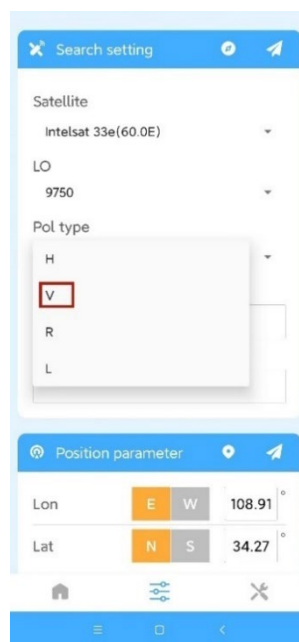 Search setting
Satellite
Intelsat 33e(60.0E)
LO
9750
Pol type
H
V
R
L
Position parameter
Lon E W 108.91 °
Lat N S 34.27 °